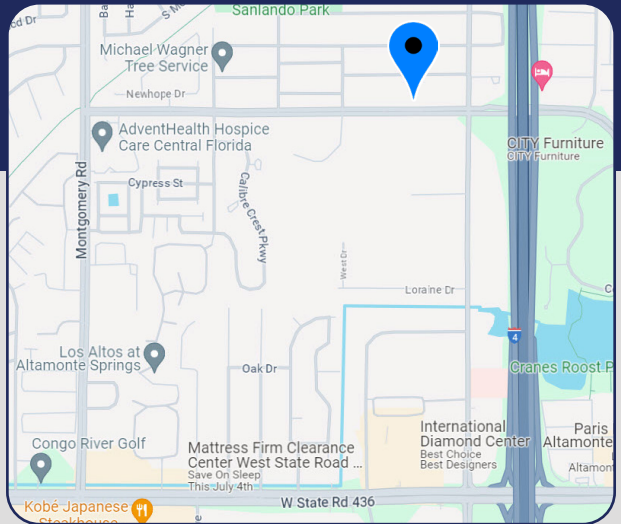 Sanlando Park
Michael Wagner
Tree Service
Newhope Dr
AdventHealth Hospice
Care Central Florida
CITY Furniture
CITY Furniture
Montgomery Rd
Cypress St
Calibre Crest Pkwy
West Dr
Loraine Dr
4
Los Altos at
Altamonte Springs
Oak Dr
Cranes Roost P
Congo River Golf
International
Diamond Center
Best Choice
Best Designers
Paris
Altamonte
Altamon
Mattress Firm Clearance
Center West State Road ...
Save On Sleep
This July 4th
W State Rd 436
Kobé Japanese
Steakhouse